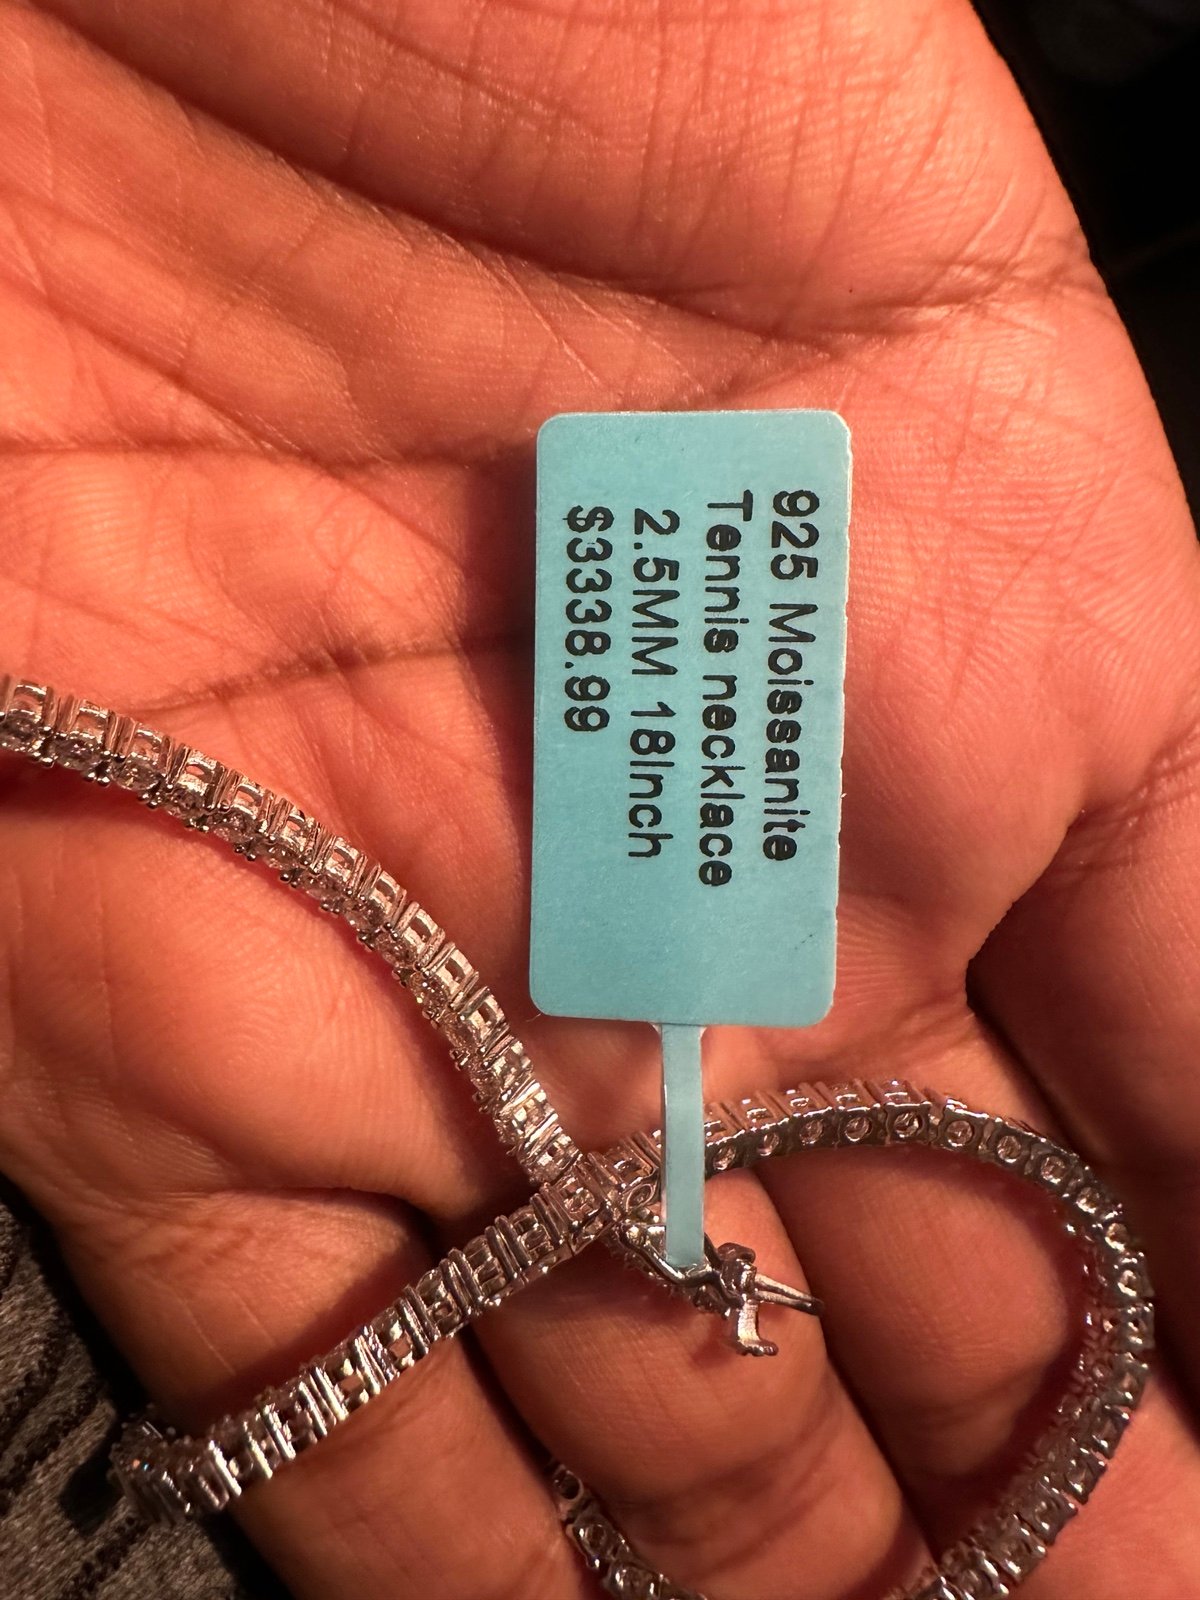 925 Moissanite
Tennis necklace
2.5MM 18Inch
$3338.99